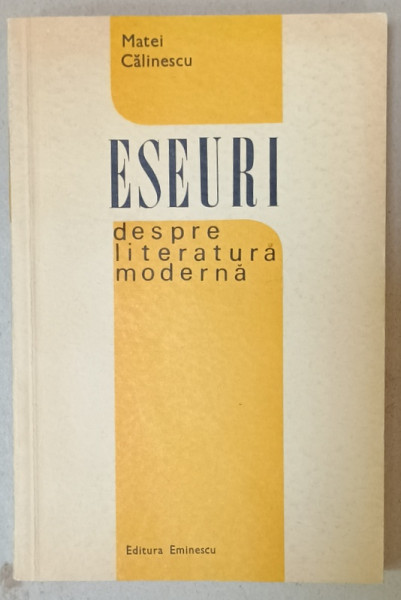 Matei
Călinescu
ESEURI
despre
literatură
modernă
Editura Eminescu